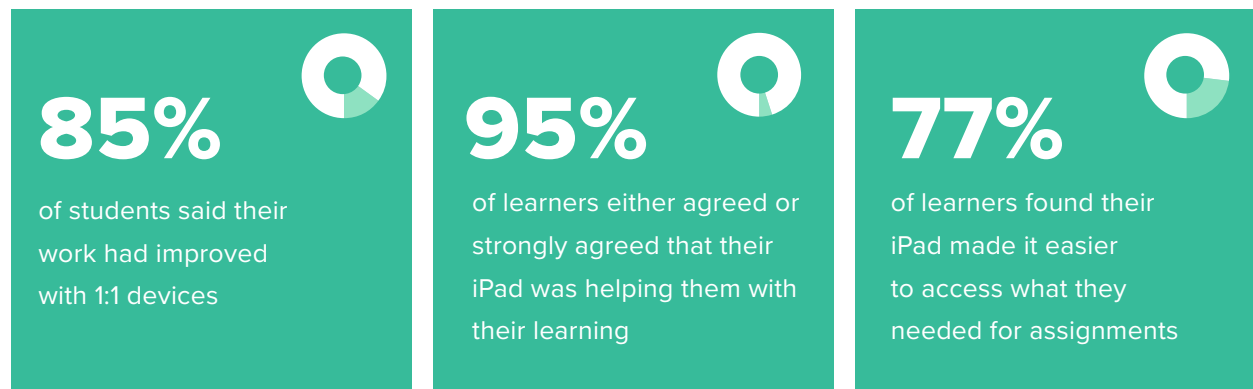 85%
of students said their
work had improved
with 1:1 devices
95%
of learners either agreed or
strongly agreed that their
iPad was helping them with
their learning
77%
of learners found their
iPad made it easier
to access what they
needed for assignments